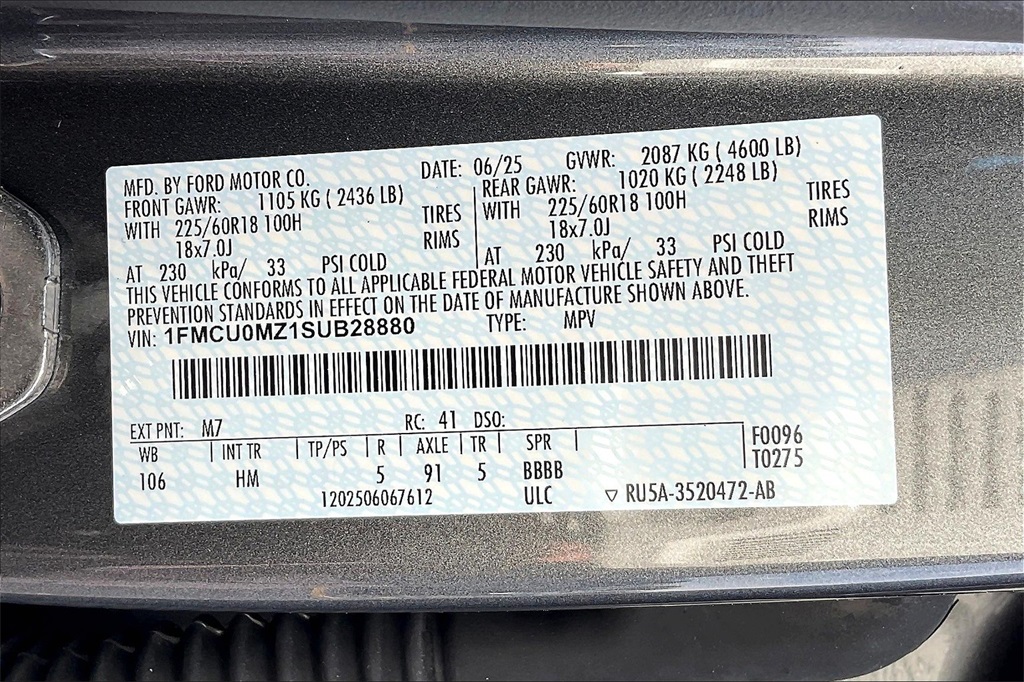 MFD. BY FORD MOTOR CO. DATE: 06/25 GVWR: 2087 KG ( 4600 LB)
FRONT GAWR: 1105 KG ( 2436 LB) REAR GAWR: 1020 KG ( 2248 LB)
WITH 225/60R18 100H TIRES WITH 225/60R18 100H TIRES
18x7.0J RIMS 18x7.0J RIMS
AT 230 kPa/ 33 PSI COLD AT 230 kPa/ 33 PSI COLD
THIS VEHICLE CONFORMS TO ALL APPLICABLE FEDERAL MOTOR VEHICLE SAFETY AND THEFT
PREVENTION STANDARDS IN EFFECT ON THE DATE OF MANUFACTURE SHOWN ABOVE.
VIN: 1FMCU0MZ1SUB28880 TYPE: MPV
EXT PNT: M7 RC: 41 DSO:
WB INT TR TP/PS R AXLE TR SPR F0096
106 HM 5 91 5 BBBB T0275
1202506067612 ULC ▽ RU5A-3520472-AB